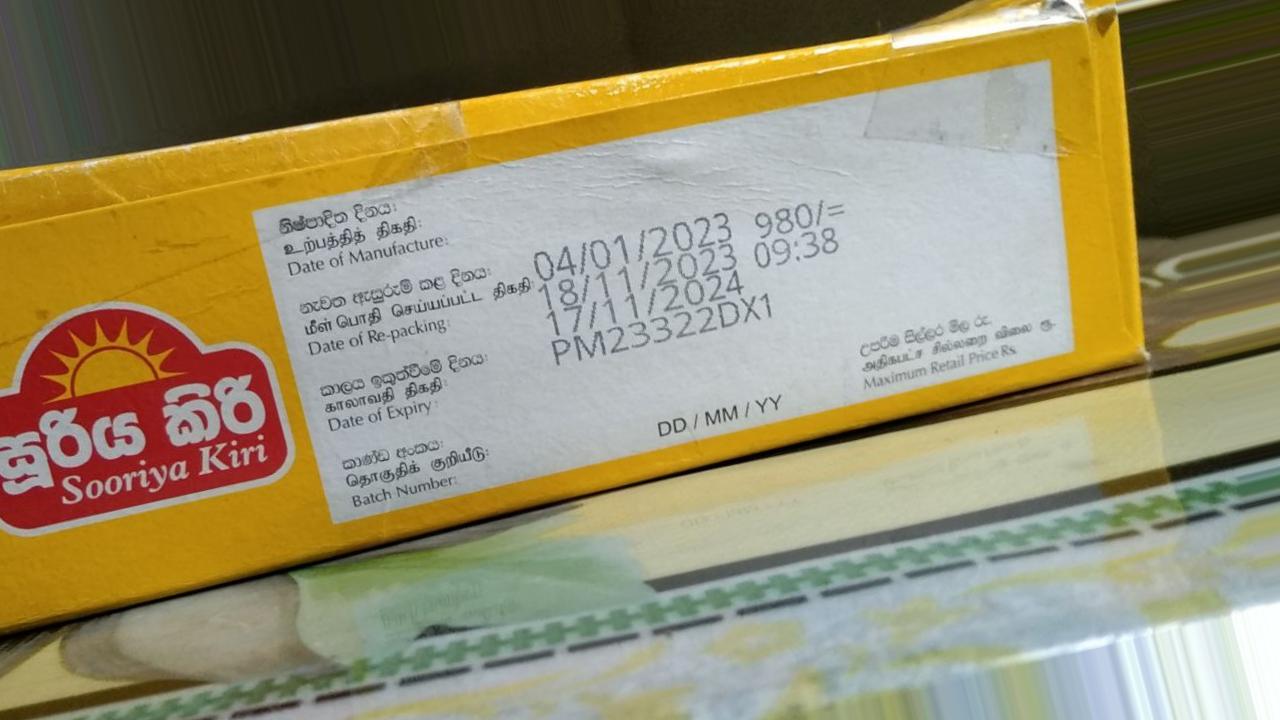 සූරිය කිරි
Sooriya Kiri
නිෂ්පාදිත දිනය:
உற்பத்தித் திகதி:
Date of Manufacture:
නැවත ඇසුරුම් කළ දිනය:
மீள் பொதி செய்யப்பட்ட திகதி:
Date of Re-packing:
කාලය ඉකුත්වීමේ දිනය:
காலாவதி திகதி:
Date of Expiry:
කාණ්ඩ අංකය:
தொகுதிக் குறியீடு:
Batch Number:
04/01/2023 980/=
18/11/2023 09:38
17/11/2024
PM23322DX1
DD / MM / YY
උපරිම සිල්ලර මිල රු.
அதிகபட்ச சில்லறை விலை ரூ.
Maximum Retail Price Rs.